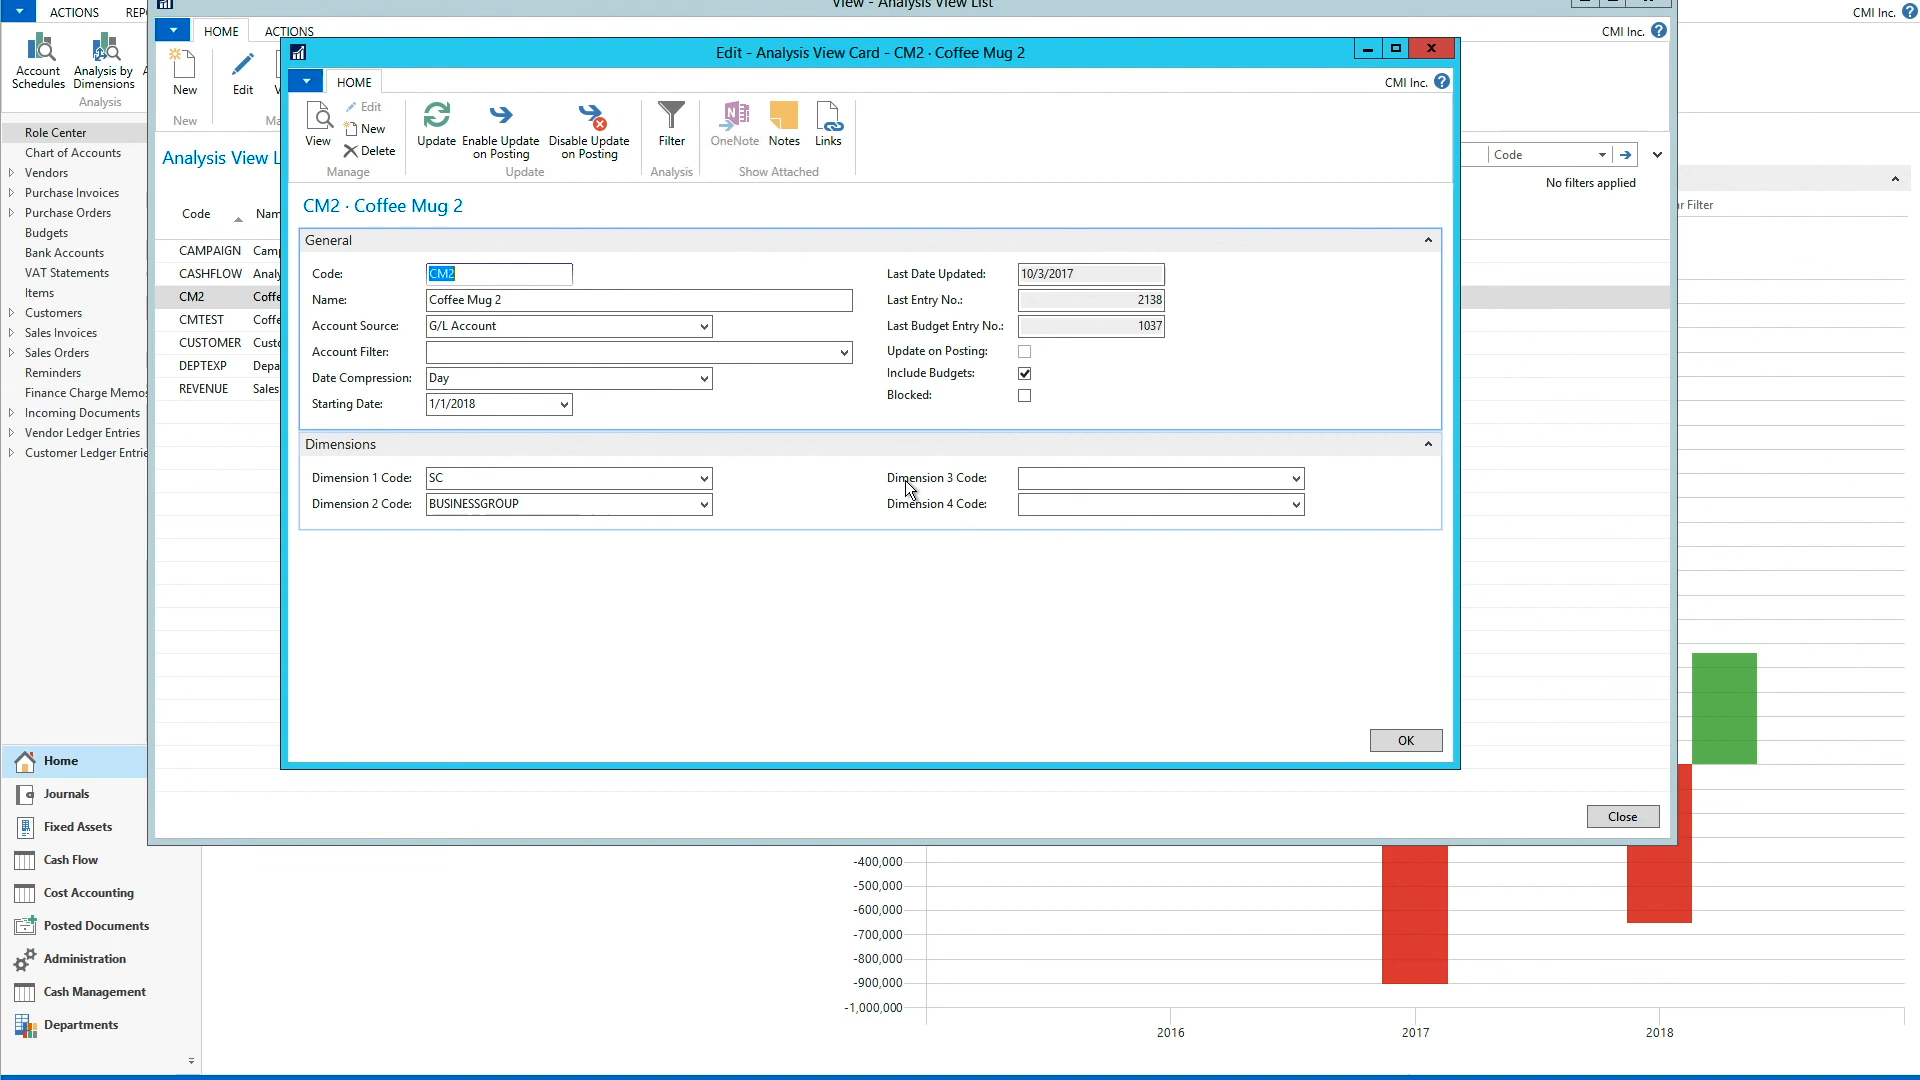 ACTIONS
View - Analysis View List
CMI Inc.
HOME
ACTIONS
CMI Inc.
Edit - Analysis View Card - CM2 · Coffee Mug 2
HOME
CMI Inc.
Account Schedules
Analysis by Dimensions
Analysis
New
Edit
New
View
Edit
New
Delete
Manage
Update
Enable Update on Posting
Disable Update on Posting
Update
Filter
Analysis
OneNote
Notes
Links
Show Attached
Role Center
Chart of Accounts
Vendors
Purchase Invoices
Purchase Orders
Budgets
Bank Accounts
VAT Statements
Items
Customers
Sales Invoices
Sales Orders
Reminders
Finance Charge Memos
Incoming Documents
Vendor Ledger Entries
Customer Ledger Entrie
Home
Journals
Fixed Assets
Cash Flow
Cost Accounting
Posted Documents
Administration
Cash Management
Departments
Analysis View L
Code
No filters applied
Filter
Code
CAMPAIGN
CASHFLOW
CM2
CMTEST
CUSTOMER
DEPTEXP
REVENUE Sales
CM2 · Coffee Mug 2
General
Code: CM2
Name: Coffee Mug 2
Account Source: G/L Account
Account Filter:
Date Compression: Day
Starting Date: 1/1/2018
Last Date Updated: 10/3/2017
Last Entry No.: 2138
Last Budget Entry No.: 1037
Update on Posting:
Include Budgets:
Blocked:
Dimensions
Dimension 1 Code: SC
Dimension 2 Code: BUSINESSGROUP
Dimension 3 Code:
Dimension 4 Code:
OK
Close
-400,000
-500,000
-600,000
-700,000
-800,000
-900,000
-1,000,000
2016
2017
2018